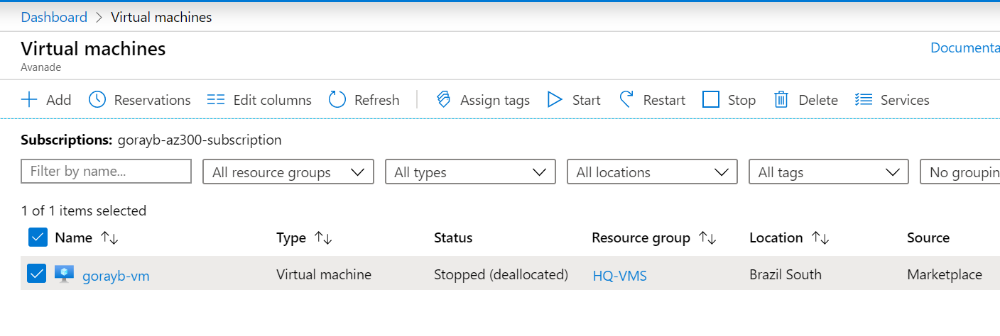 Dashboard > Virtual machines
Virtual machines
Documenta
Avanade
Add Reservations Edit columns Refresh Assign tags Start Restart Stop Delete Services
Subscriptions: gorayb-az300-subscription
Filter by name... All resource groups All types All locations All tags No groupin
1 of 1 items selected
Name Type Status Resource group Location Source
gorayb-vm Virtual machine Stopped (deallocated) HQ-VMS Brazil South Marketplace